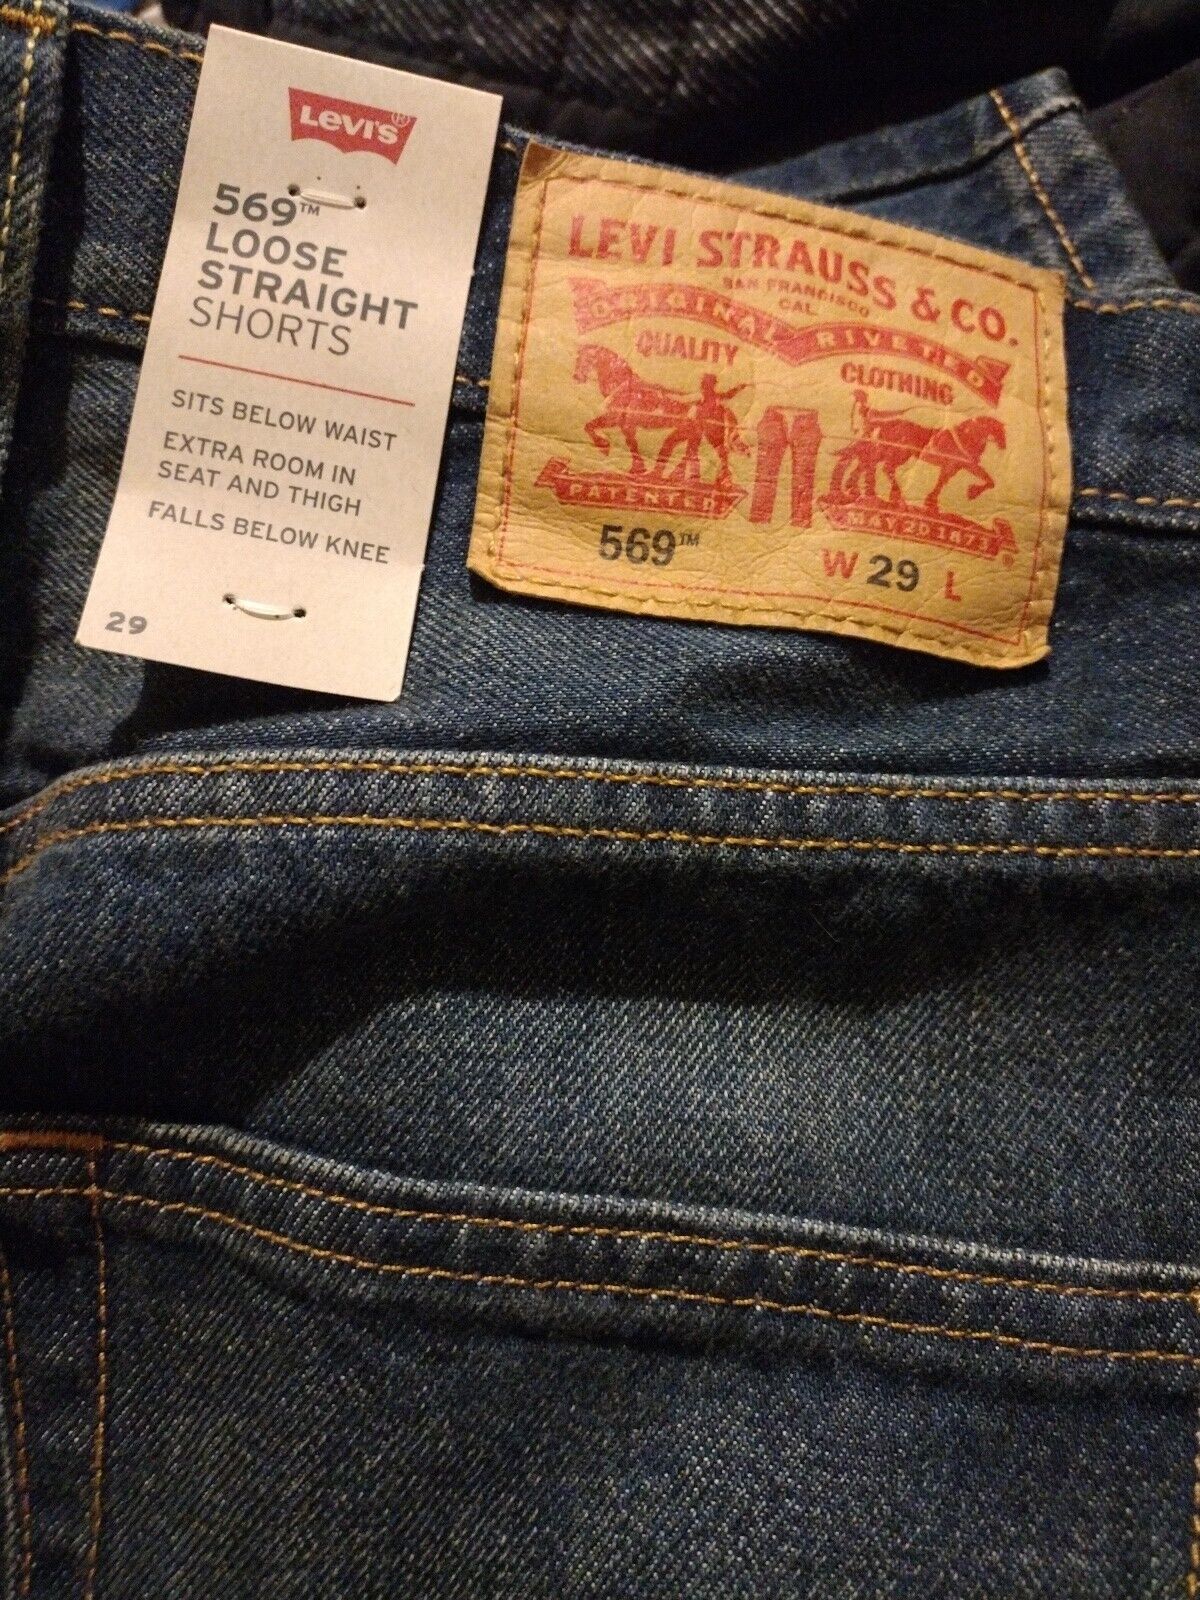 LEVI'S®
569™
LOOSE
STRAIGHT
SHORTS
SITS BELOW WAIST
EXTRA ROOM IN
SEAT AND THIGH
FALLS BELOW KNEE
29
LEVI STRAUSS & CO.
SAN FRANCISCO
CAL.
ORIGINAL RIVETED
QUALITY CLOTHING
PATENTED MAY 20 1873
®
569™ W 29 L